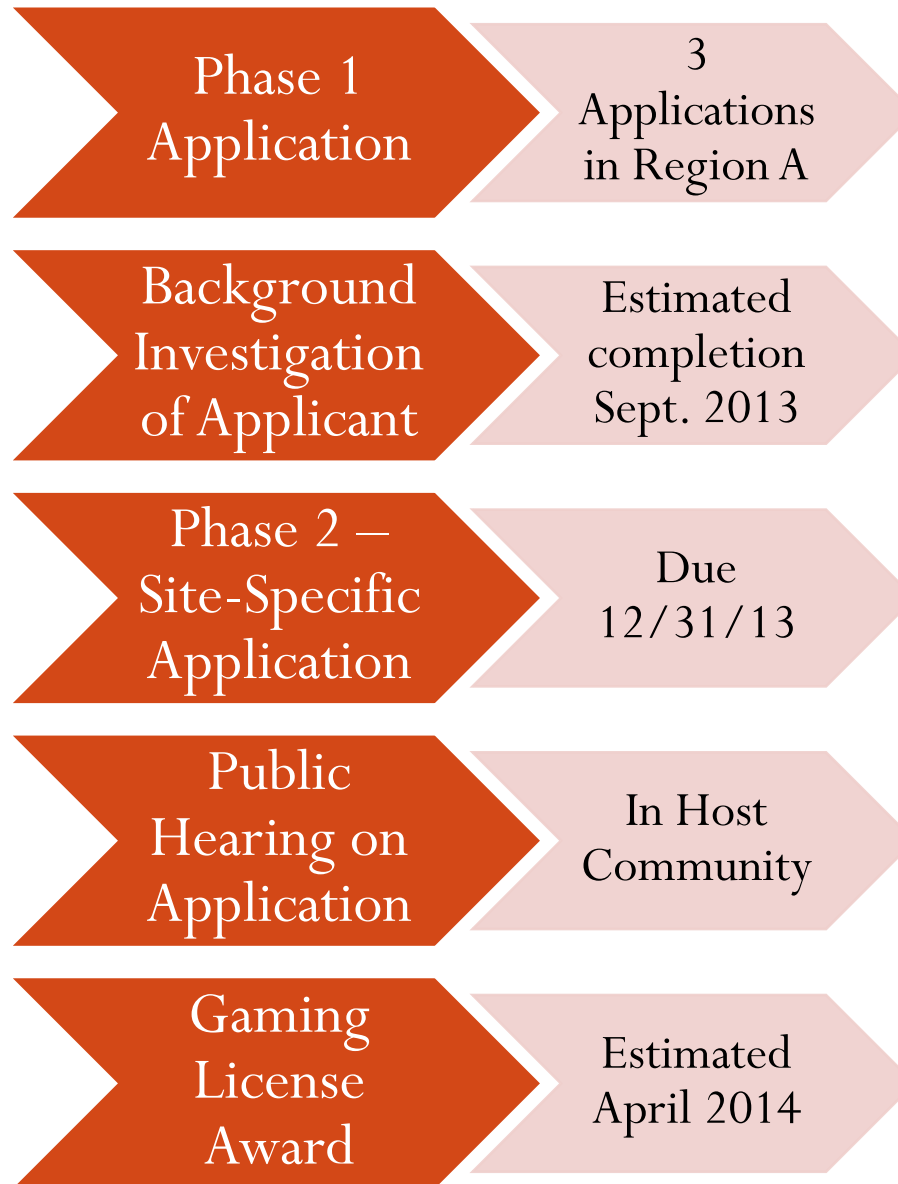 Phase 1
Application
3
Applications
in Region A
Background
Investigation
of Applicant
Estimated
completion
Sept. 2013
Phase 2 –
Site-Specific
Application
Due
12/31/13
Public
Hearing on
Application
In Host
Community
Gaming
License
Award
Estimated
April 2014